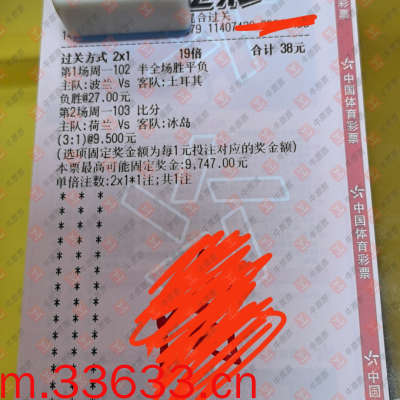 混合过关
过关方式 2x1 19倍 合计 38元
第1场周一102 半全场胜平负
主队:波兰 Vs 客队:土耳其
负胜@27.00元
第2场周一103 比分
主队:荷兰 Vs 客队:冰岛
(3:1)@9.500元
(选项固定奖金额为每1元投注对应的奖金额)
本票最高可能固定奖金:9,747.00元
单倍注数:2x1*1注;共1注
* * *
* * *
* * *
* * *
* * *
* * *
* * *
* * *
* * *
* * *
* * *
中国体育彩票
中国体育彩票
m.33633.cn